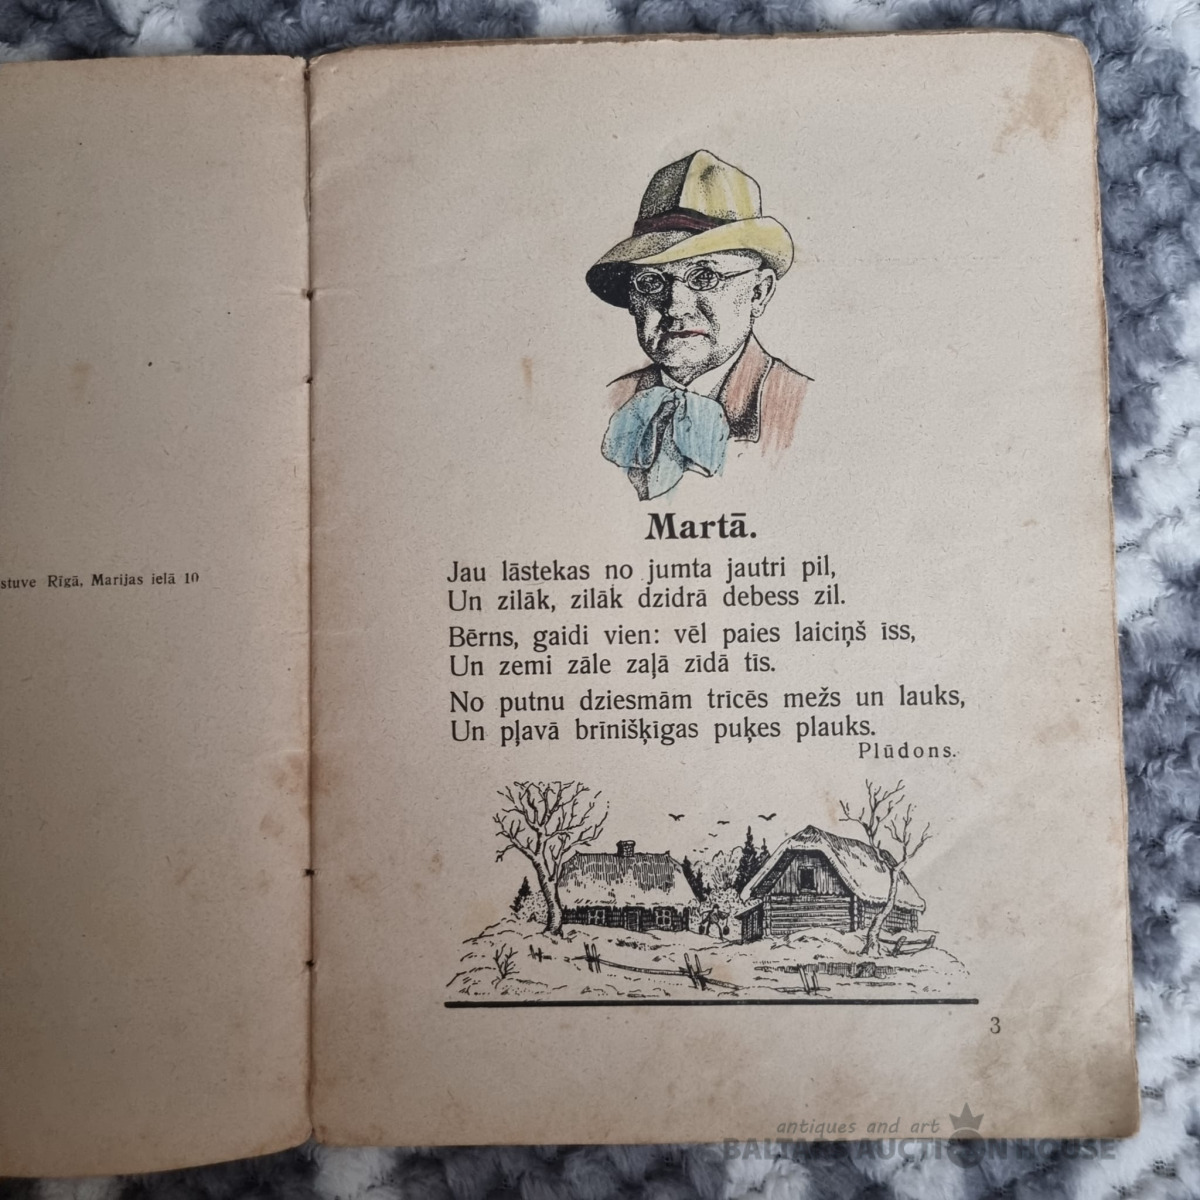 stuve Rīgā, Marijas ielā 10
Martā.
Jau lāstekas no jumta jautri pil,
Un zilāk, zilāk dzidrā debess zil.
Bērns, gaidi vien: vēl paies laiciņš īss,
Un zemi zāle zaļā zīdā tīs.
No putnu dziesmām trīcēs mežs un lauks,
Un pļavā brīnišķīgas puķes plauks.
Plūdons.
3
antiques and art
BALTARS AUCTION HOUSE